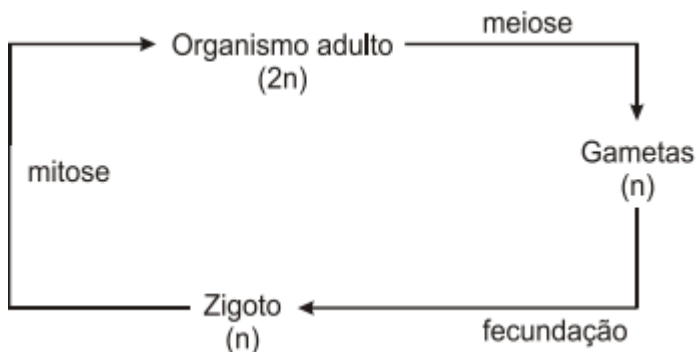 meiose
Organismo adulto
(2n)
Gametas
(n)
mitose
Zigoto
(n)
fecundação